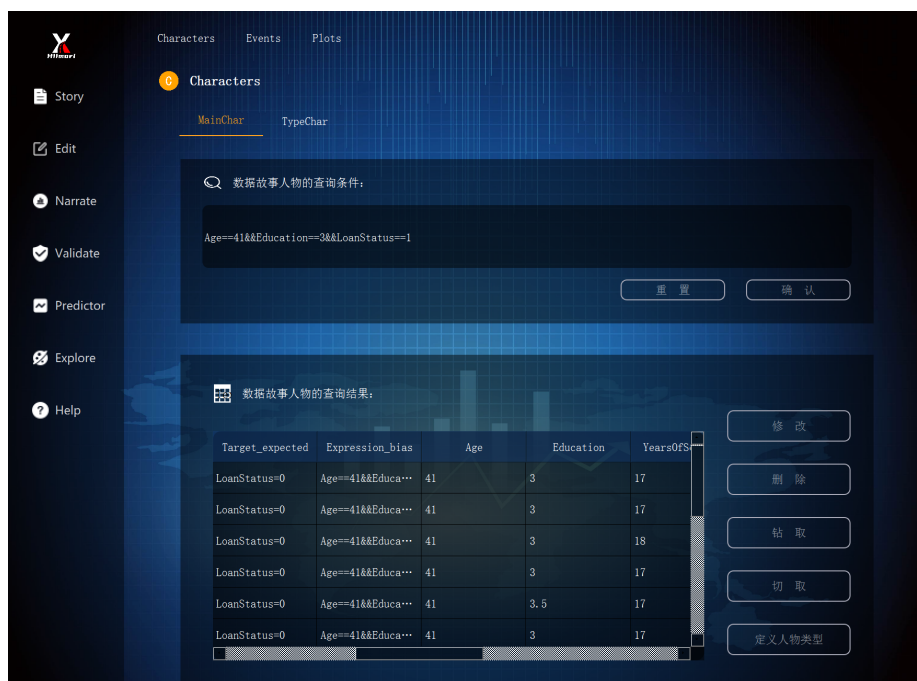 Characters Events Plots
C Characters
MainChar TypeChar
Story
Edit
Narrate
Validate
Predictor
Explore
? Help
数据故事人物的查询条件:
Age==41&&Education==3&&LoanStatus==1
重 置 确 认
数据故事人物的查询结果:
Target_expected Expression_bias Age Education YearsOfS
LoanStatus=0 Age==41&&Educa··· 41 3 17
LoanStatus=0 Age==41&&Educa··· 41 3 17
LoanStatus=0 Age==41&&Educa··· 41 3 18
LoanStatus=0 Age==41&&Educa··· 41 3 17
LoanStatus=0 Age==41&&Educa··· 41 3.5 17
LoanStatus=0 Age==41&&Educa··· 41 3 17
修 改
删 除
钻 取
切 取
定义人物类型